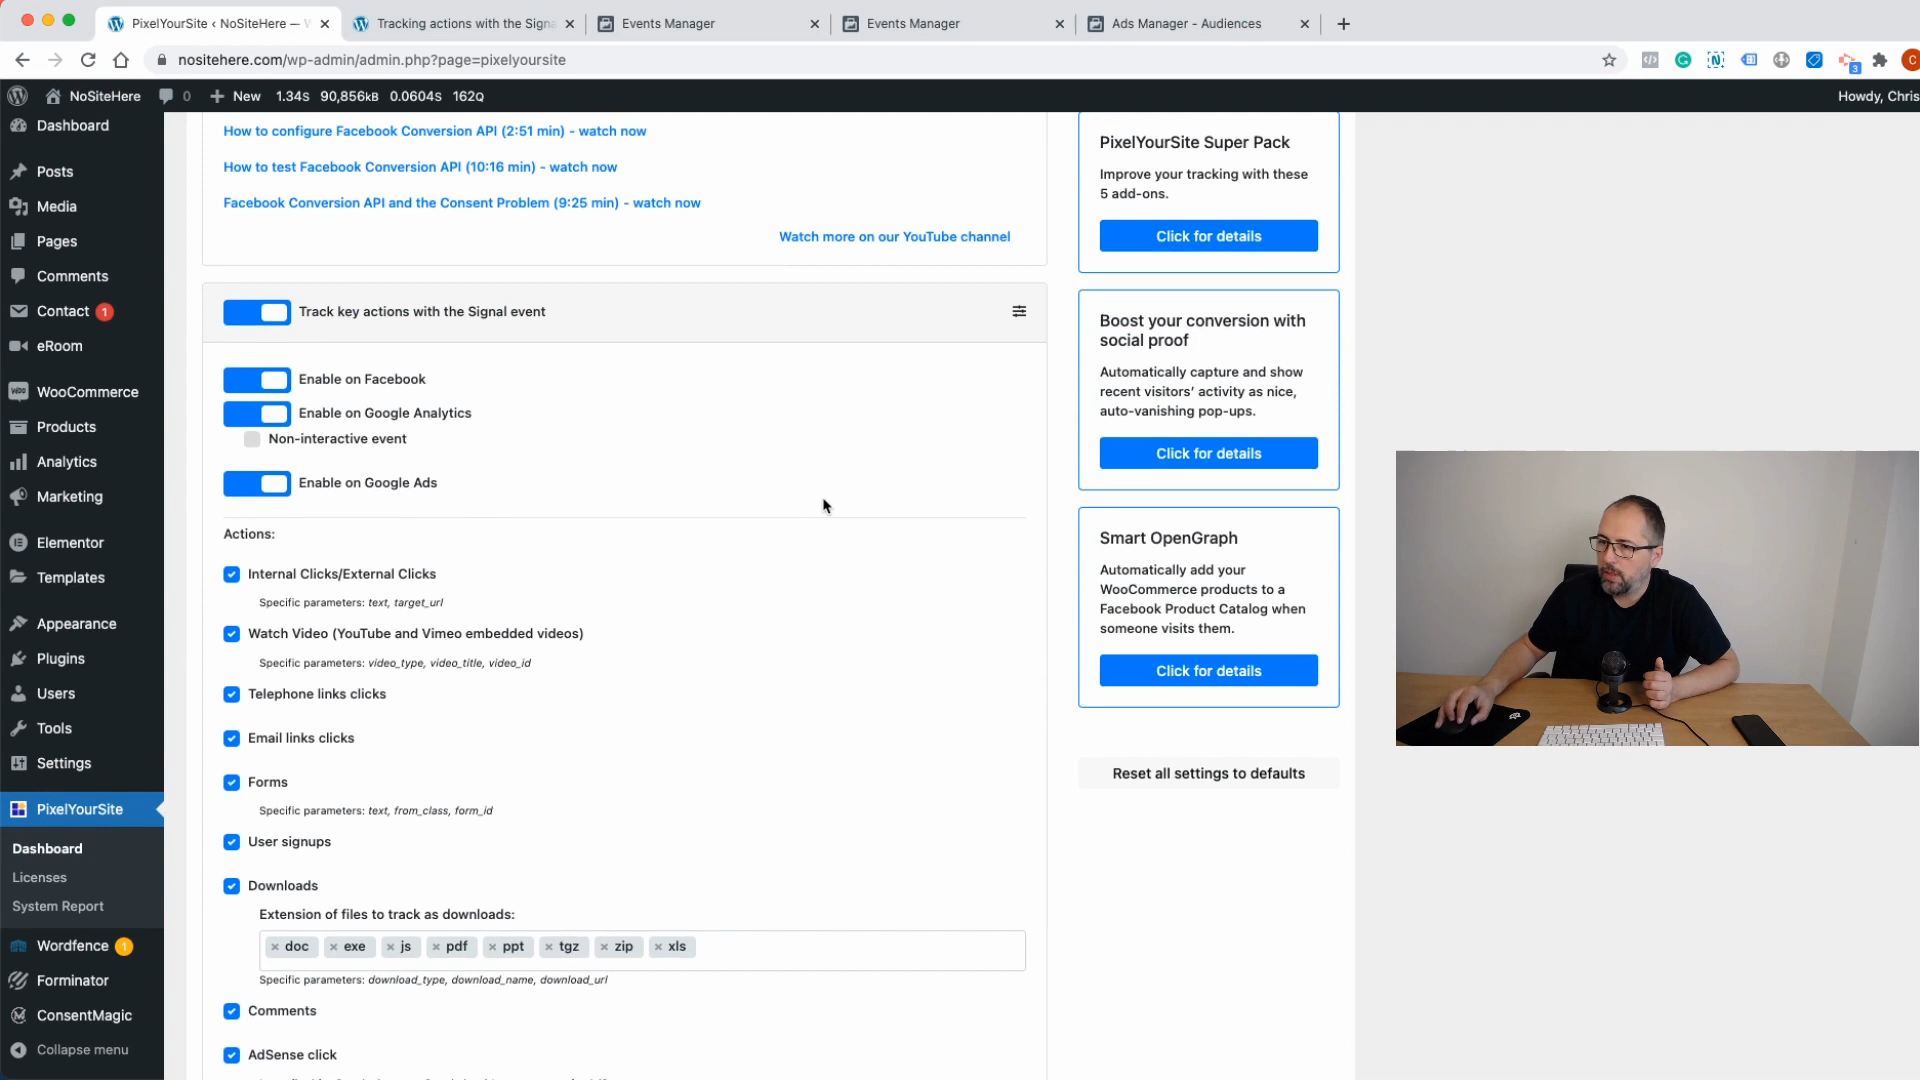 PixelYourSite ‹ NoSiteHere — W
Tracking actions with the Signa
Events Manager
Events Manager
Ads Manager - Audiences
nositehere.com/wp-admin/admin.php?page=pixelyoursite
3
C
NoSiteHere
0
New
1.34S 90,856KB 0.0604S 162Q
Howdy, Chris
Dashboard
Posts
Media
Pages
Comments
Contact 1
eRoom
WooCommerce
Products
Analytics
Marketing
Elementor
Templates
Appearance
Plugins
Users
Tools
Settings
PixelYourSite
Dashboard
Licenses
System Report
Wordfence 1
Forminator
ConsentMagic
Collapse menu
How to configure Facebook Conversion API (2:51 min) - watch now
How to test Facebook Conversion API (10:16 min) - watch now
Facebook Conversion API and the Consent Problem (9:25 min) - watch now
Watch more on our YouTube channel
Track key actions with the Signal event
Enable on Facebook
Enable on Google Analytics
Non-interactive event
Enable on Google Ads
Actions:
Internal Clicks/External Clicks
Specific parameters: text, target_url
Watch Video (YouTube and Vimeo embedded videos)
Specific parameters: video_type, video_title, video_id
Telephone links clicks
Email links clicks
Forms
Specific parameters: text, from_class, form_id
User signups
Downloads
Extension of files to track as downloads:
× doc × exe × js × pdf × ppt × tgz × zip × xls
Specific parameters: download_type, download_name, download_url
Comments
AdSense click
PixelYourSite Super Pack
Improve your tracking with these
5 add-ons.
Click for details
Boost your conversion with
social proof
Automatically capture and show
recent visitors' activity as nice,
auto-vanishing pop-ups.
Click for details
Smart OpenGraph
Automatically add your
WooCommerce products to a
Facebook Product Catalog when
someone visits them.
Click for details
Reset all settings to defaults